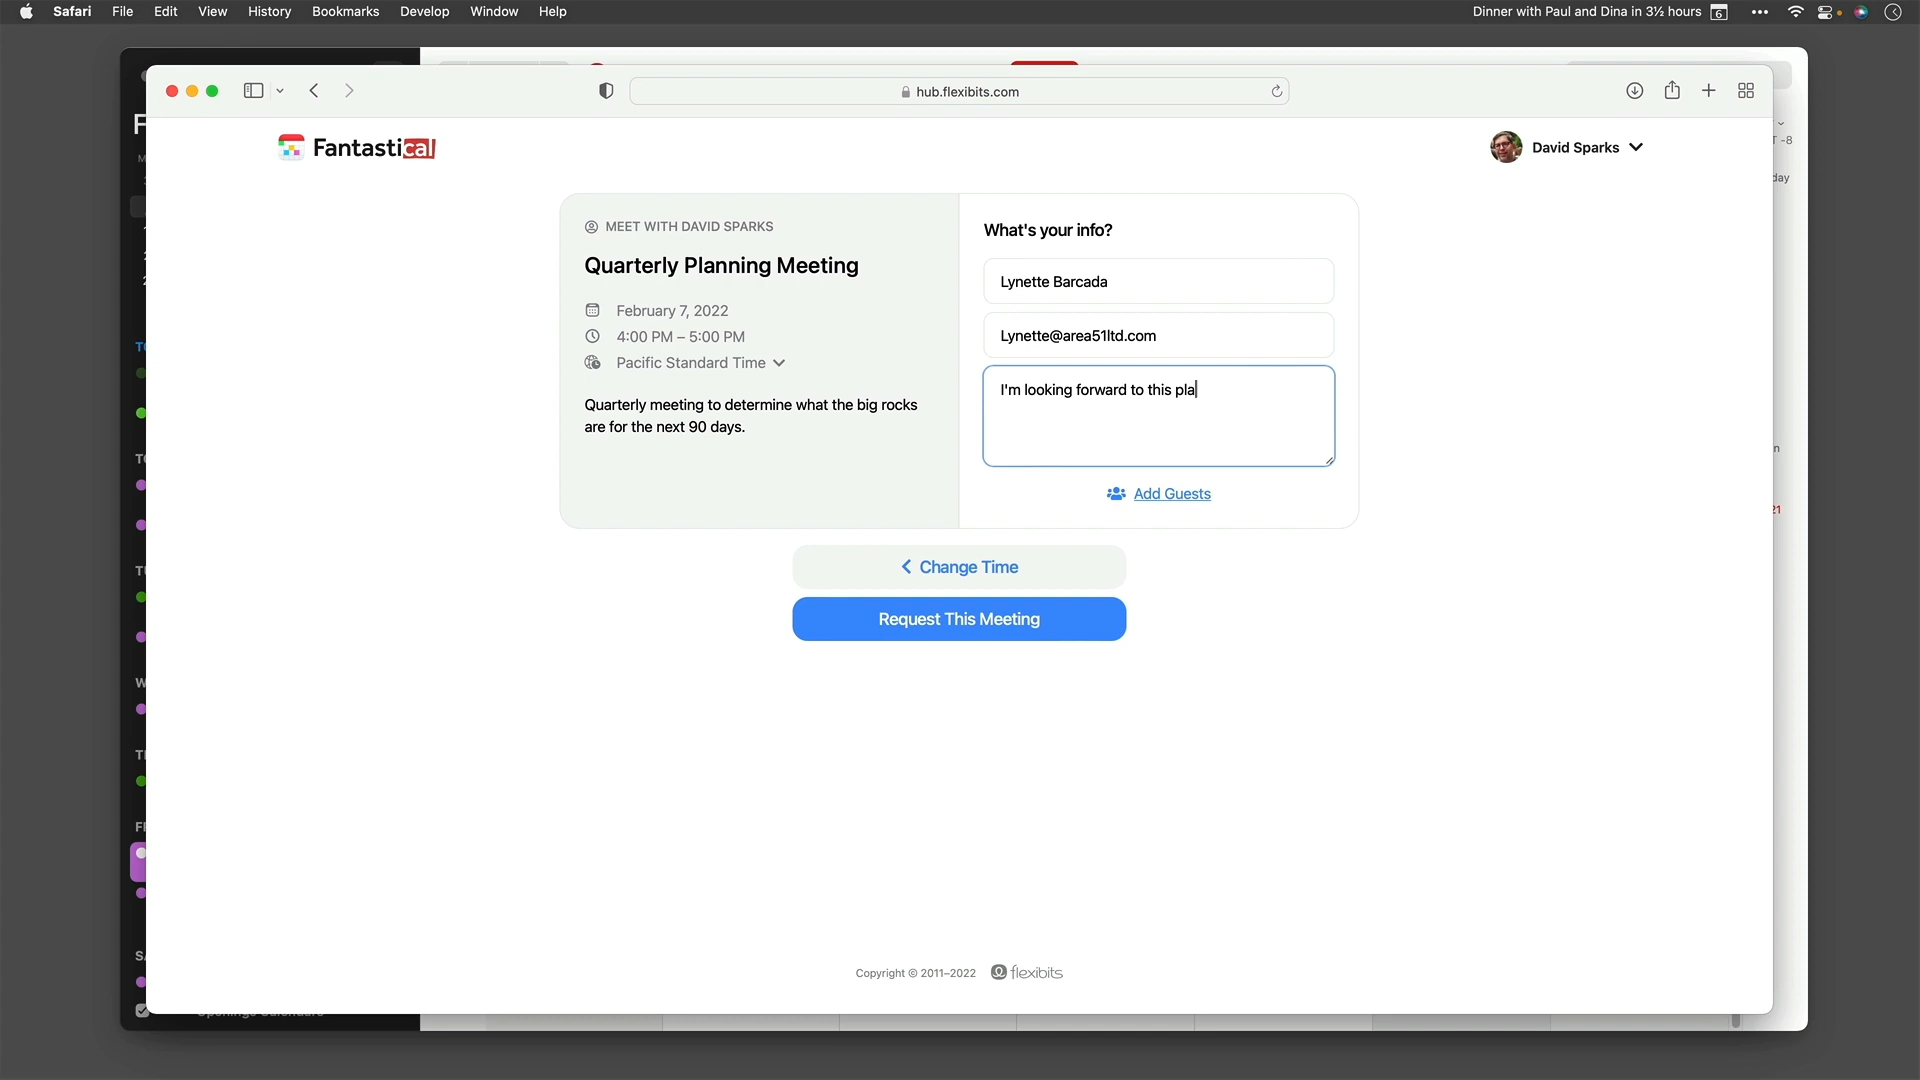 Safari File Edit View History Bookmarks Develop Window Help
Dinner with Paul and Dina in 3½ hours 6
hub.flexibits.com
Fantastical
David Sparks
MEET WITH DAVID SPARKS
Quarterly Planning Meeting
February 7, 2022
4:00 PM – 5:00 PM
Pacific Standard Time
Quarterly meeting to determine what the big rocks
are for the next 90 days.
What's your info?
Lynette Barcada
Lynette@area51ltd.com
I'm looking forward to this pla
Add Guests
Change Time
Request This Meeting
Copyright © 2011–2022 flexibits